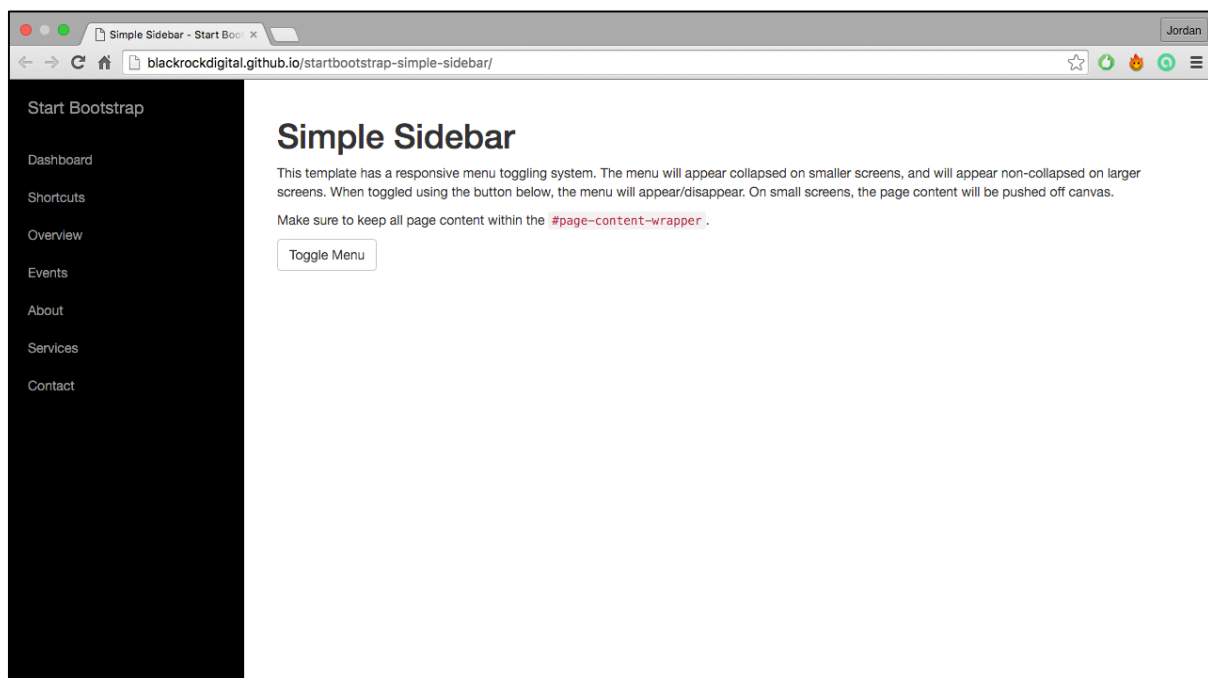 Simple Sidebar - Start Boo
Jordan
blackrockdigital.github.io/startbootstrap-simple-sidebar/
Start Bootstrap
Dashboard
Shortcuts
Overview
Events
About
Services
Contact
Simple Sidebar
This template has a responsive menu toggling system. The menu will appear collapsed on smaller screens, and will appear non-collapsed on larger
screens. When toggled using the button below, the menu will appear/disappear. On small screens, the page content will be pushed off canvas.
Make sure to keep all page content within the #page-content-wrapper .
Toggle Menu